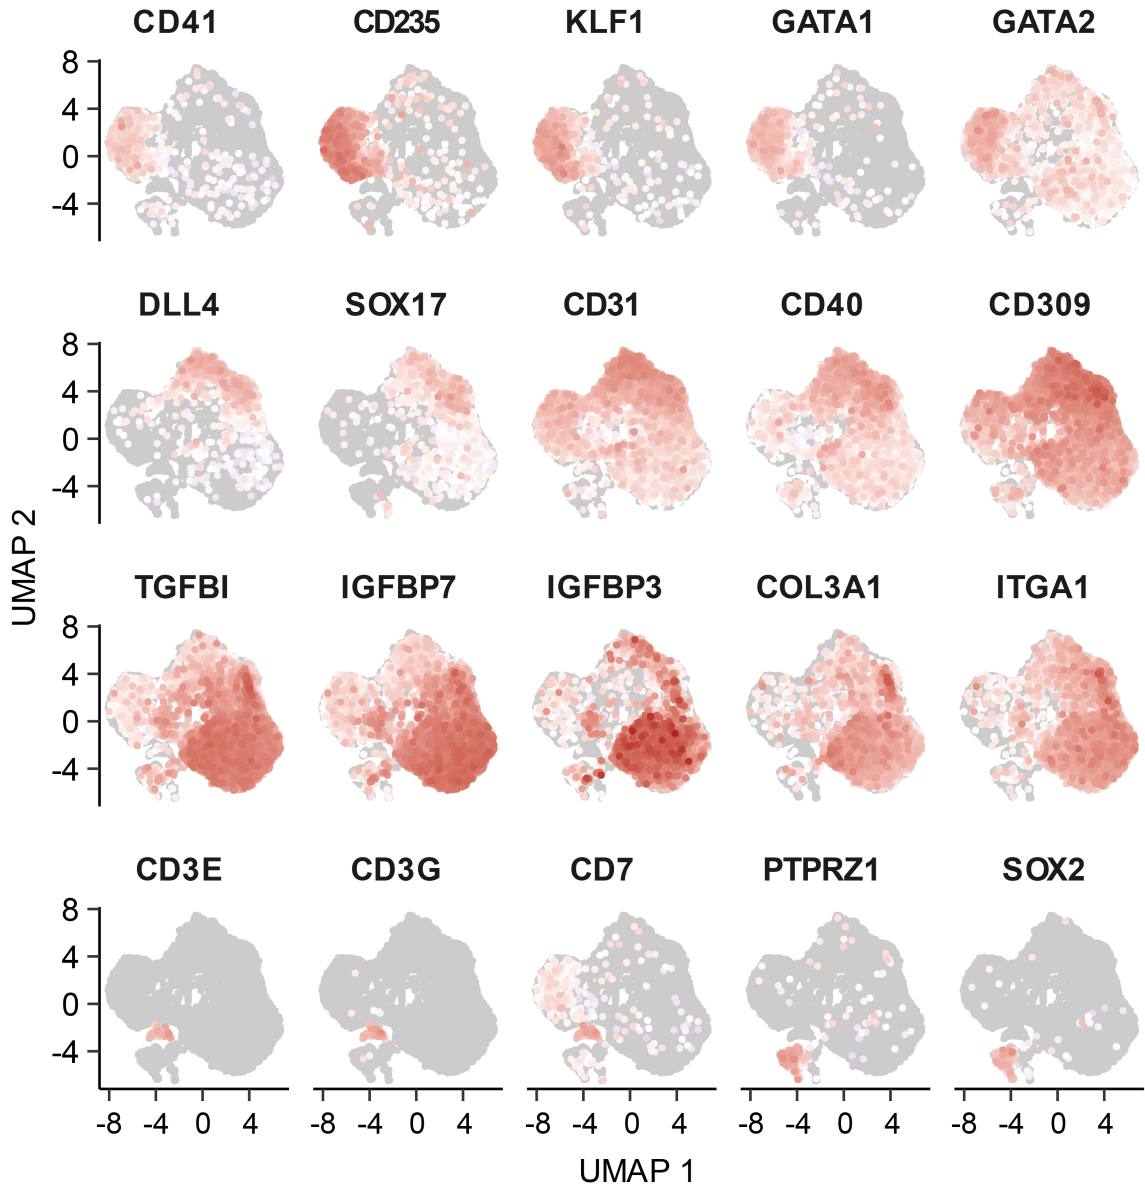 CD41 CD235 KLF1 GATA1 GATA2
8
4
0
-4
DLL4 SOX17 CD31 CD40 CD309
8
4
0
-4
UMAP 2
TGFBI IGFBP7 IGFBP3 COL3A1 ITGA1
8
4
0
-4
CD3E CD3G CD7 PTPRZ1 SOX2
8
4
0
-4
-8 -4 0 4 -8 -4 0 4 -8 -4 0 4 -8 -4 0 4 -8 -4 0 4
UMAP 1